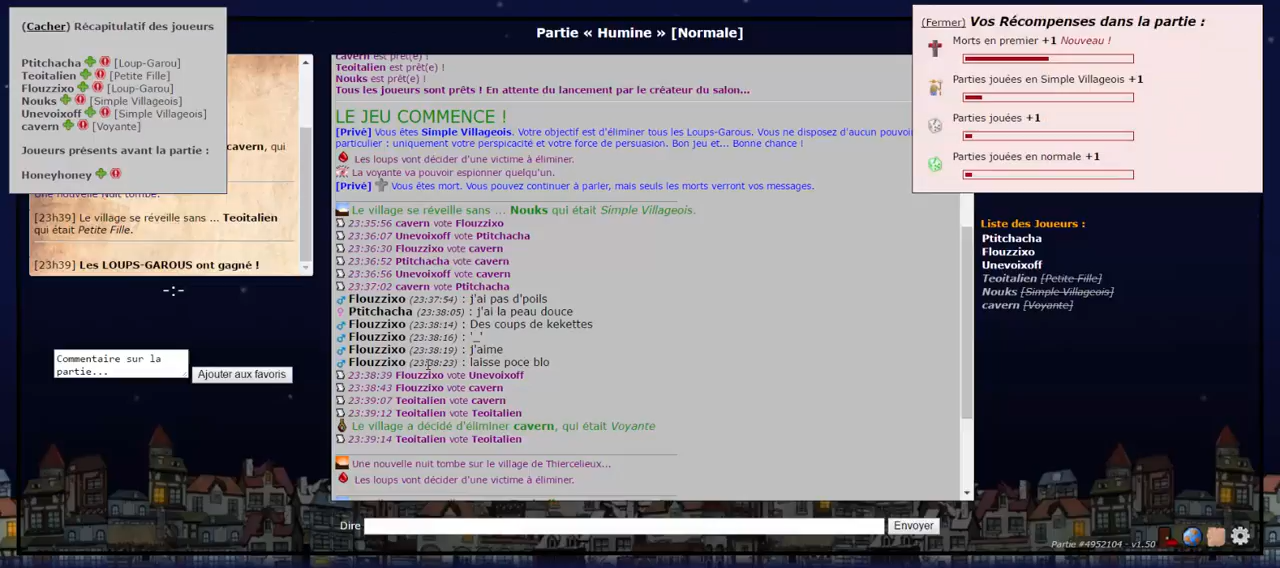 (Cacher) Récapitulatif des joueurs
Ptitchacha [Loup-Garou]
Teoitalien [Petite Fille]
Flouzzixo [Loup-Garou]
Nouks [Simple Villageois]
Unevoixoff [Simple Villageois]
cavern [Voyante]
Joueurs présents avant la partie :
Honeyhoney
cavern, qui
Une nouvelle Nuit tombe.
[23h39] Le village se réveille sans ... Teoitalien
qui était Petite Fille.
[23h39] Les LOUPS-GAROUS ont gagné !
-:-
Commentaire sur la
partie...
Ajouter aux favoris
Partie « Humine » [Normale]
cavern est prêt(e) !
Teoitalien est prêt(e) !
Nouks est prêt(e) !
Tous les joueurs sont prêts ! En attente du lancement par le créateur du salon...
LE JEU COMMENCE !
[Privé] Vous êtes Simple Villageois. Votre objectif est d'éliminer tous les Loups-Garous. Vous ne disposez d'aucun pouvoir
particulier : uniquement votre perspicacité et votre force de persuasion. Bon jeu et... Bonne chance !
Les loups vont décider d'une victime à éliminer.
La voyante va pouvoir espionner quelqu'un.
[Privé] Vous êtes mort. Vous pouvez continuer à parler, mais seuls les morts verront vos messages.
Le village se réveille sans ... Nouks qui était Simple Villageois.
23:35:56 cavern vote Flouzzixo
23:36:07 Unevoixoff vote Ptitchacha
23:36:30 Flouzzixo vote cavern
23:36:52 Ptitchacha vote cavern
23:36:56 Unevoixoff vote cavern
23:37:02 cavern vote Ptitchacha
Flouzzixo (23:37:54) : j'ai pas d'poils
Ptitchacha (23:38:05) : j'ai la peau douce
Flouzzixo (23:38:14) : Des coups de kekettes
Flouzzixo (23:38:16) : '_'
Flouzzixo (23:38:19) : j'aime
Flouzzixo (23:38:23) : laisse poce blo
23:38:39 Flouzzixo vote Unevoixoff
23:38:43 Flouzzixo vote cavern
23:39:07 Teoitalien vote cavern
23:39:12 Teoitalien vote Teoitalien
Le village a décidé d'éliminer cavern, qui était Voyante
23:39:14 Teoitalien vote Teoitalien
Une nouvelle nuit tombe sur le village de Thiercelieux...
Les loups vont décider d'une victime à éliminer.
Dire
Envoyer
(Fermer) Vos Récompenses dans la partie :
Morts en premier +1 Nouveau !
Parties jouées en Simple Villageois +1
Parties jouées +1
Parties jouées en normale +1
Liste des Joueurs :
Ptitchacha
Flouzzixo
Unevoixoff
Teoitalien [Petite Fille]
Nouks [Simple Villageois]
cavern [Voyante]
Partie #4952104 - v1.50